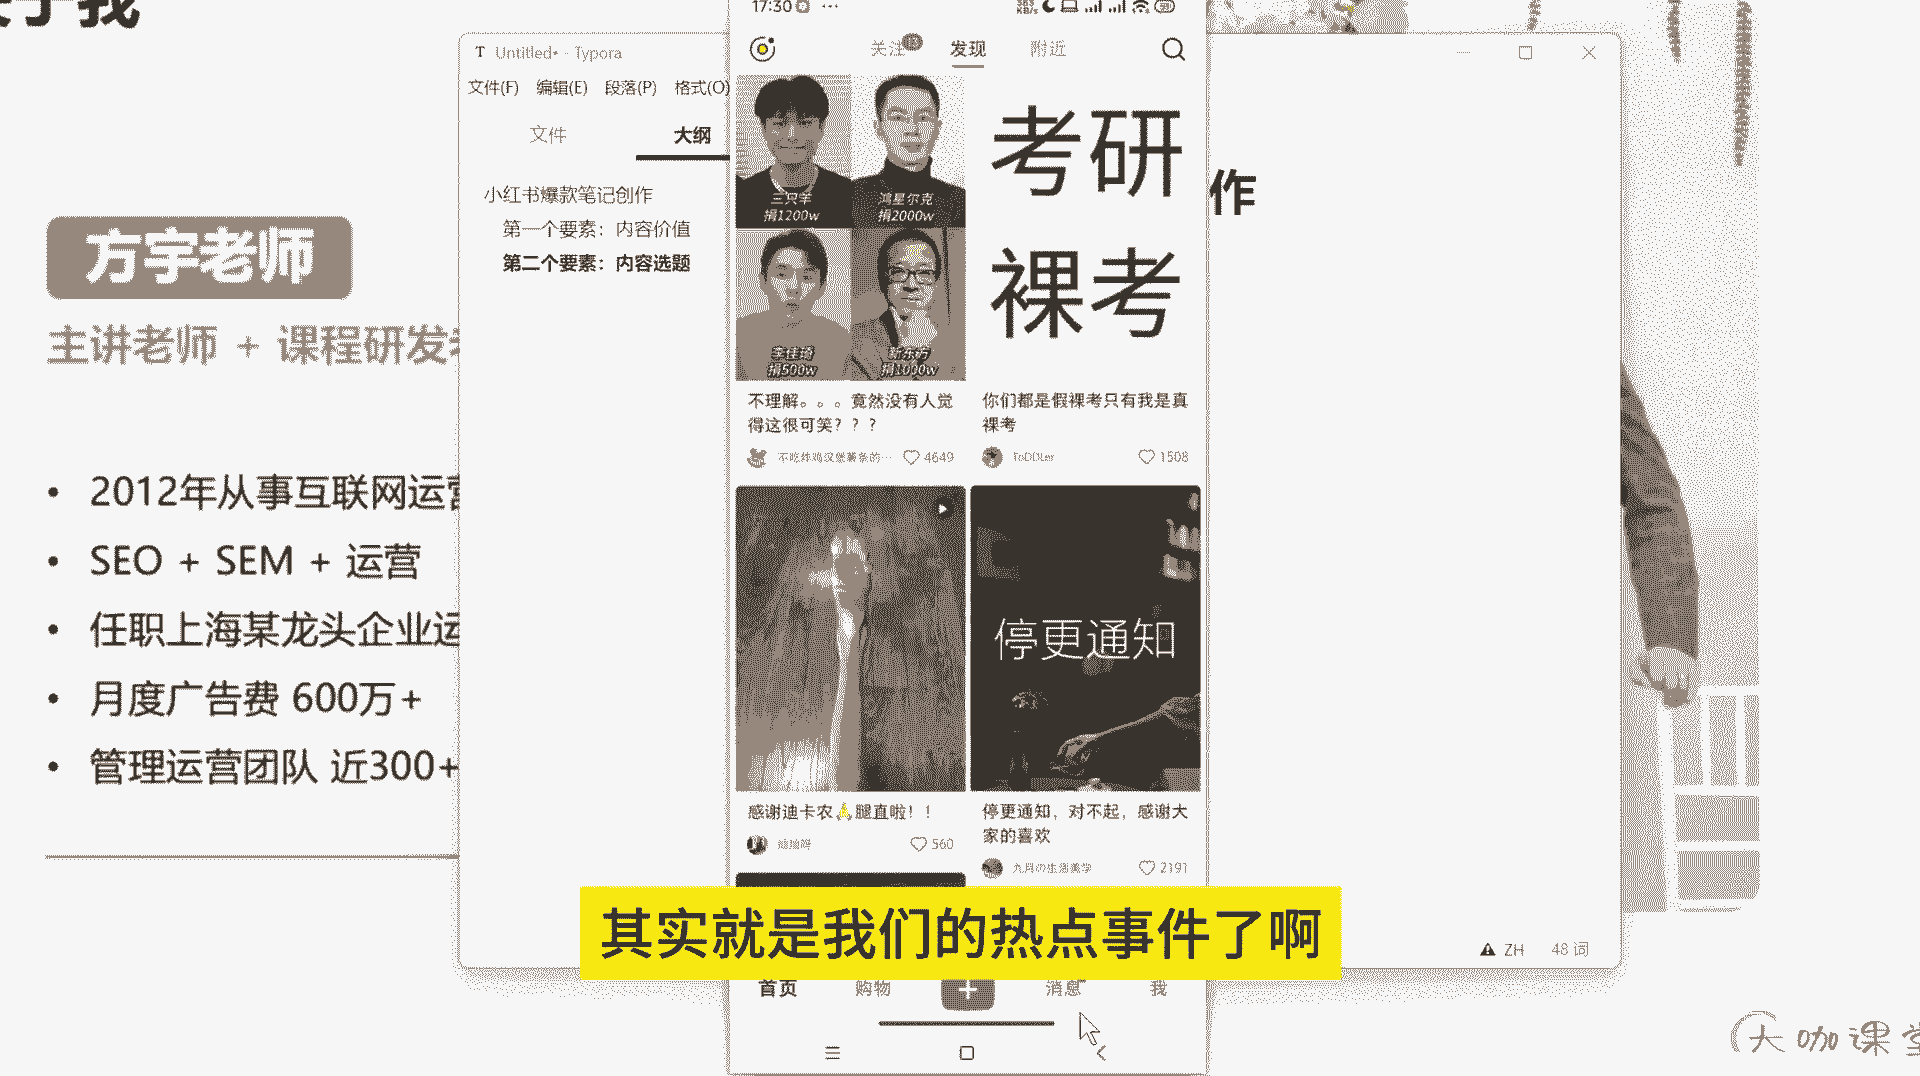 于我
方宇老师
主讲老师 + 课程研发
• 2012年从事互联网运营
• SEO + SEM + 运营
• 任职上海某龙头企业运
• 月度广告费 600万+
• 管理运营团队 近300+
T Untitled• - Typora
文件(F) 编辑(E) 段落(P) 格式(O)
文件 大纲
小红书爆款笔记创作
第一个要素：内容价值
第二个要素：内容选题
作
17:30
关注 发现 附近
三只羊
捐1200w
鸿星尔克
捐2000w
李佳琦
捐500w
新东方
捐1000w
考研
裸考
不理解。。。竟然没有人觉
得这很可笑？？？
不吃炸鸡汉堡薯条的… 4649
你们都是假裸考只有我是真
裸考
ToDDLer 1508
停更通知
感谢迪卡农🙏腿直啦！！
560
停更通知，对不起，感谢大
家的喜欢
九月の生活美学 2191
其实就是我们的热点事件了啊
首页 购物 + 消息 我
ZH 48 词
大咖课堂